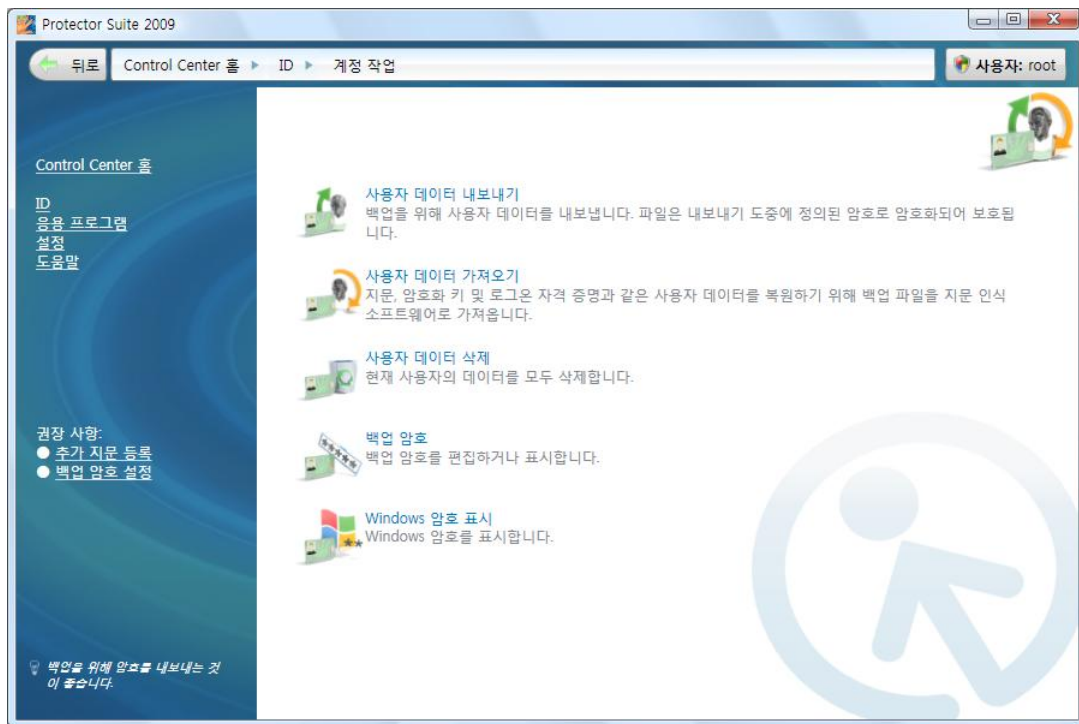 Protector Suite 2009
뒤로
Control Center 홈 ▶ ID ▶ 계정 작업
사용자: root
Control Center 홈
ID
응용 프로그램
설정
도움말
권장 사항:
● 추가 지문 등록
● 백업 암호 설정
백업을 위해 암호를 내보내는 것
이 좋습니다.
사용자 데이터 내보내기
백업을 위해 사용자 데이터를 내보냅니다. 파일은 내보내기 도중에 정의된 암호로 암호화되어 보호됩
니다.
사용자 데이터 가져오기
지문, 암호화 키 및 로그온 자격 증명과 같은 사용자 데이터를 복원하기 위해 백업 파일을 지문 인식
소프트웨어로 가져옵니다.
사용자 데이터 삭제
현재 사용자의 데이터를 모두 삭제합니다.
백업 암호
백업 암호를 편집하거나 표시합니다.
Windows 암호 표시
Windows 암호를 표시합니다.